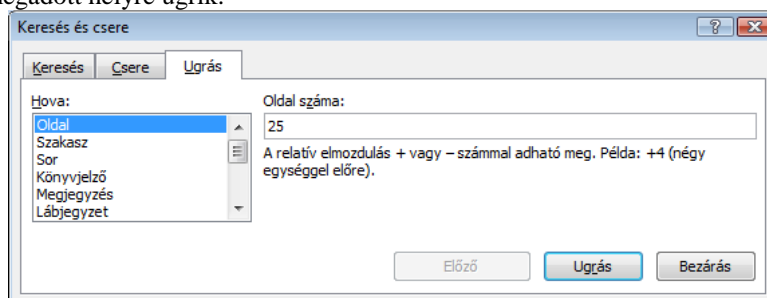 megadott helyre ugrik.
Keresés és csere
Keresés Csere Ugrás
Hova:
Oldal
Szakasz
Sor
Könyvjelző
Megjegyzés
Lábjegyzet
Oldal száma:
25
A relatív elmozdulás + vagy – számmal adható meg. Példa: +4 (négy
egységgel előre).
Előző Ugrás Bezárás